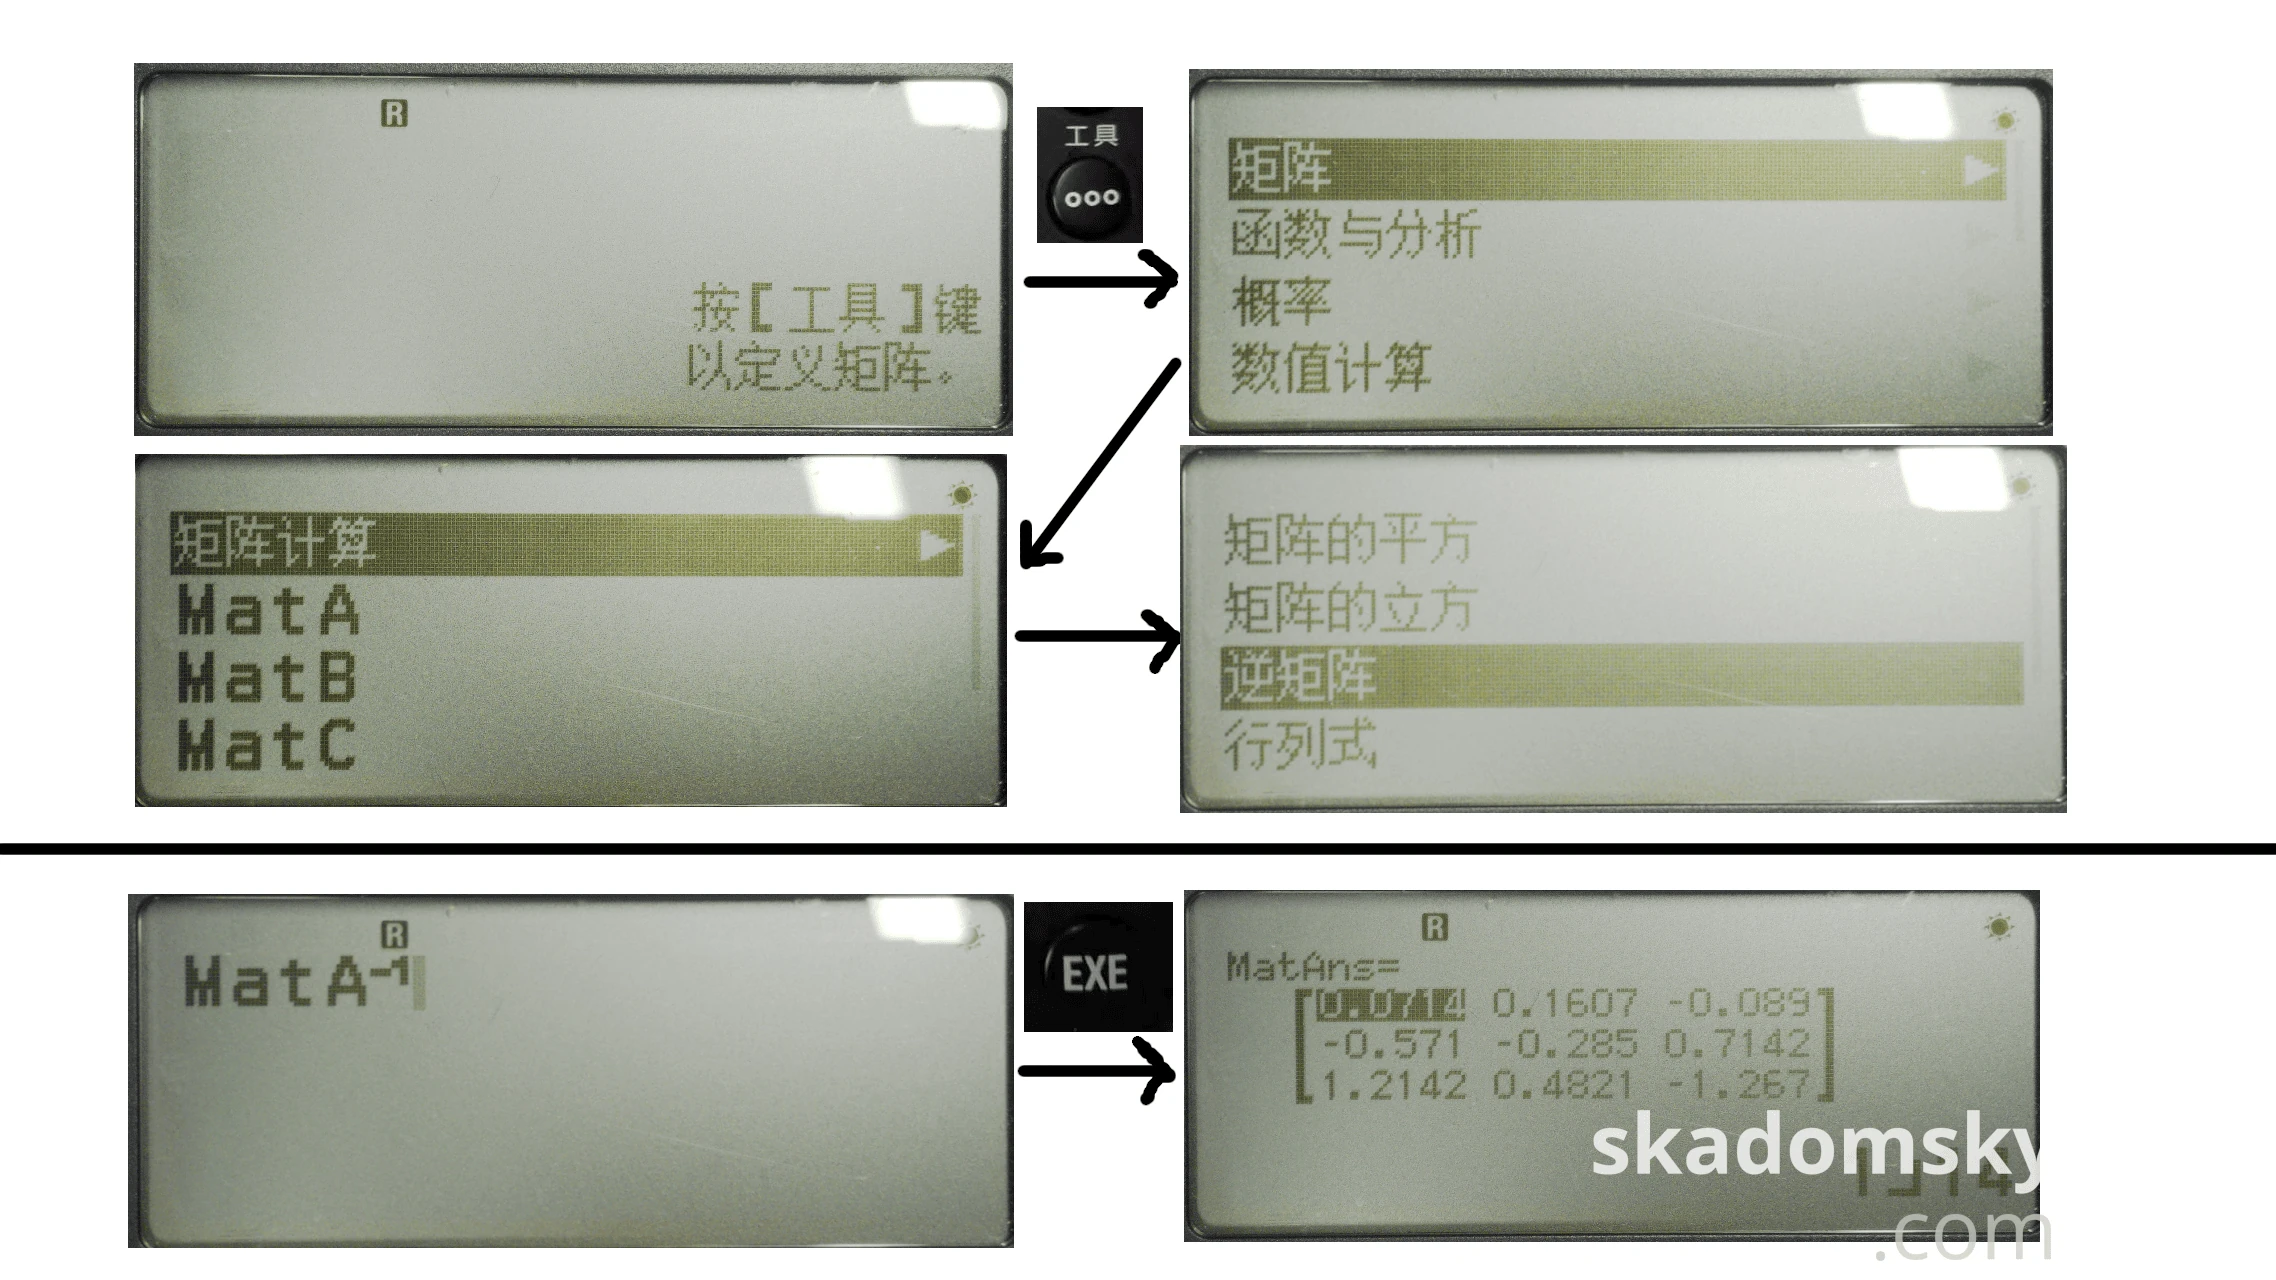 R
按【工具】键
以定义矩阵。
工具
矩阵
函数与分析
概率
数值计算
矩阵计算
MatA
MatB
MatC
矩阵的平方
矩阵的立方
逆矩阵
行列式
R
MatA-1
EXE
R
MatAns=
0.0714 0.1607 -0.089
-0.571 -0.285 0.7142
1.2142 0.4821 -1.267
1⌟14
skadomsky
.com